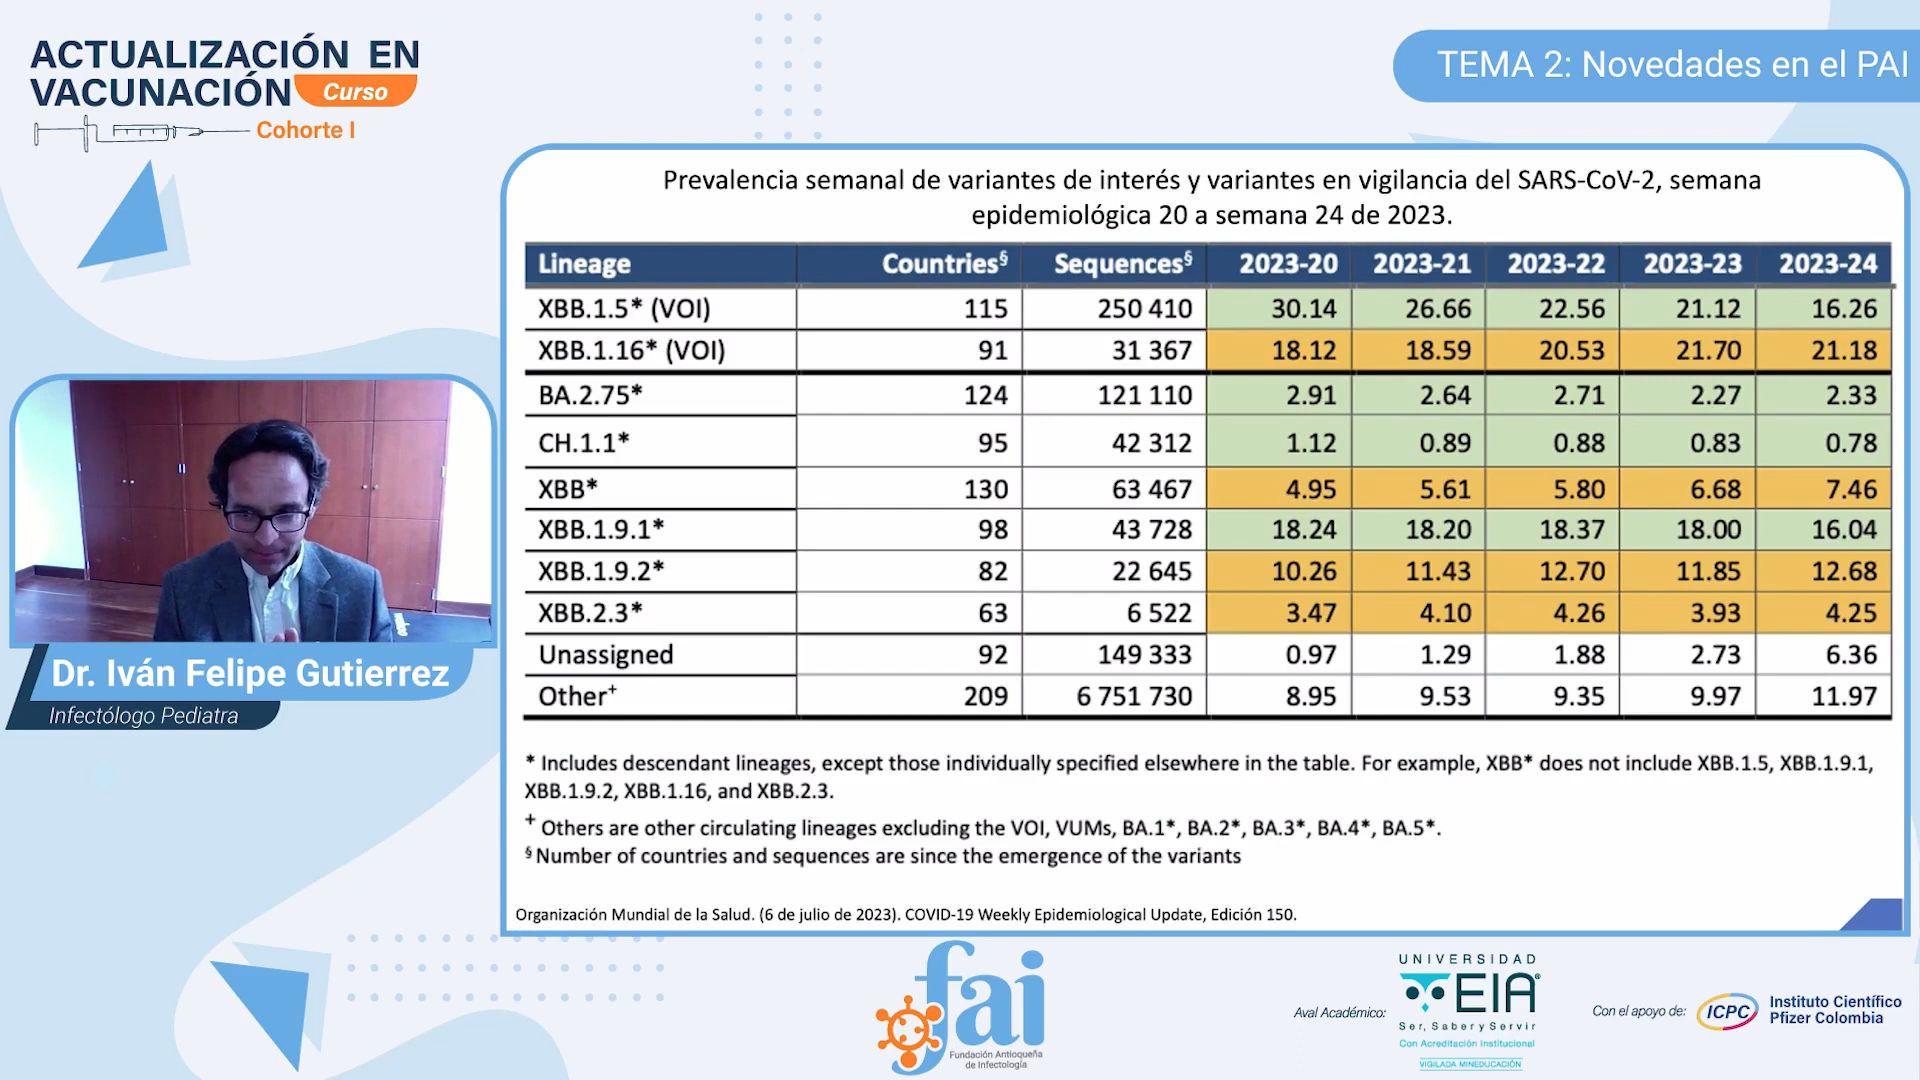 ACTUALIZACIÓN EN
VACUNACIÓN Curso
Cohorte I
TEMA 2: Novedades en el PAI
Prevalencia semanal de variantes de interés y variantes en vigilancia del SARS-CoV-2, semana
epidemiológica 20 a semana 24 de 2023.
Lineage Countries§ Sequences§ 2023-20 2023-21 2023-22 2023-23 2023-24
XBB.1.5* (VOI) 115 250 410 30.14 26.66 22.56 21.12 16.26
XBB.1.16* (VOI) 91 31 367 18.12 18.59 20.53 21.70 21.18
BA.2.75* 124 121 110 2.91 2.64 2.71 2.27 2.33
CH.1.1* 95 42 312 1.12 0.89 0.88 0.83 0.78
XBB* 130 63 467 4.95 5.61 5.80 6.68 7.46
XBB.1.9.1* 98 43 728 18.24 18.20 18.37 18.00 16.04
XBB.1.9.2* 82 22 645 10.26 11.43 12.70 11.85 12.68
XBB.2.3* 63 6 522 3.47 4.10 4.26 3.93 4.25
Unassigned 92 149 333 0.97 1.29 1.88 2.73 6.36
Other+ 209 6 751 730 8.95 9.53 9.35 9.97 11.97
* Includes descendant lineages, except those individually specified elsewhere in the table. For example, XBB* does not include XBB.1.5, XBB.1.9.1,
XBB.1.9.2, XBB.1.16, and XBB.2.3.
+ Others are other circulating lineages excluding the VOI, VUMs, BA.1*, BA.2*, BA.3*, BA.4*, BA.5*.
§ Number of countries and sequences are since the emergence of the variants
Organización Mundial de la Salud. (6 de julio de 2023). COVID-19 Weekly Epidemiological Update, Edición 150.
Dr. Iván Felipe Gutierrez
Infectólogo Pediatra
fai
Fundación Antioqueña
de Infectología
Aval Académico:
UNIVERSIDAD
EIA®
Ser, Saber y Servir
Con Acreditación Institucional
VIGILADA MINEDUCACIÓN
Con el apoyo de:
ICPC
Instituto Científico
Pfizer Colombia